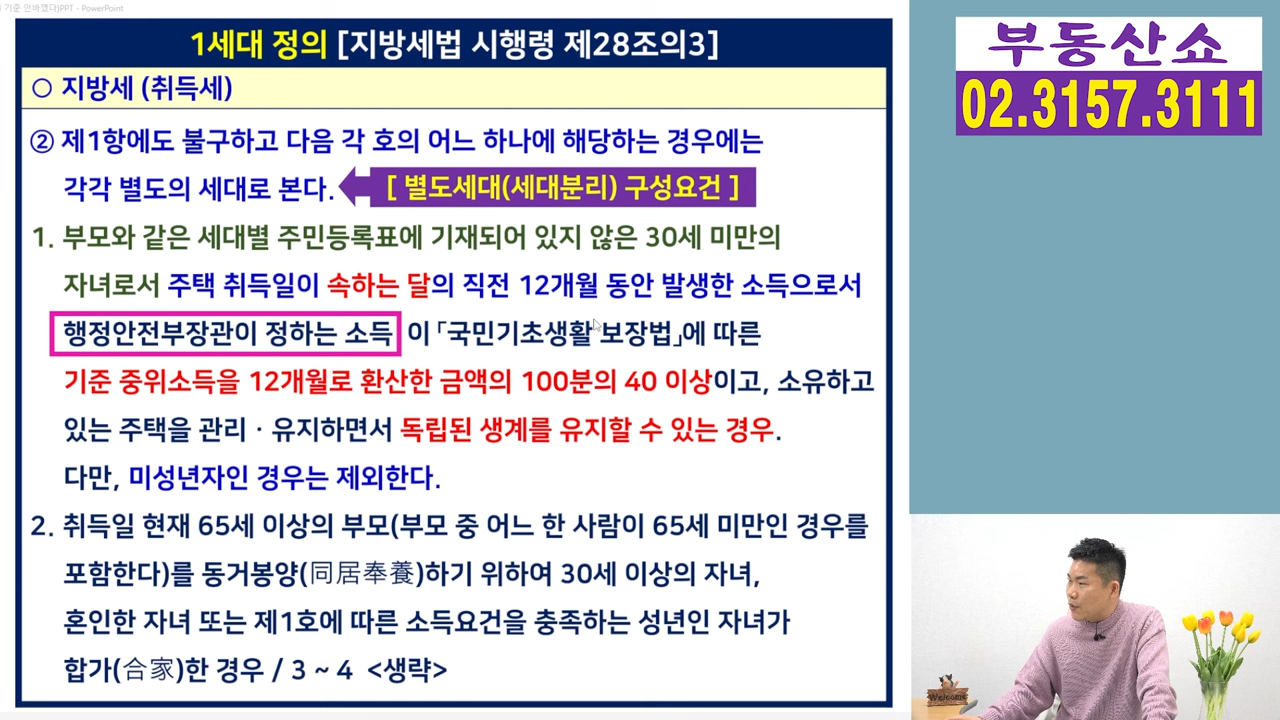 기준 안바꼈다)PPT - PowerPoint
1세대 정의 [지방세법 시행령 제28조의3]
○ 지방세 (취득세)
② 제1항에도 불구하고 다음 각 호의 어느 하나에 해당하는 경우에는
각각 별도의 세대로 본다. [ 별도세대(세대분리) 구성요건 ]
1. 부모와 같은 세대별 주민등록표에 기재되어 있지 않은 30세 미만의
자녀로서 주택 취득일이 속하는 달의 직전 12개월 동안 발생한 소득으로서
행정안전부장관이 정하는 소득 이 「국민기초생활 보장법」에 따른
기준 중위소득을 12개월로 환산한 금액의 100분의 40 이상이고, 소유하고
있는 주택을 관리 · 유지하면서 독립된 생계를 유지할 수 있는 경우.
다만, 미성년자인 경우는 제외한다.
2. 취득일 현재 65세 이상의 부모(부모 중 어느 한 사람이 65세 미만인 경우를
포함한다)를 동거봉양(同居奉養)하기 위하여 30세 이상의 자녀,
혼인한 자녀 또는 제1호에 따른 소득요건을 충족하는 성년인 자녀가
합가(合家)한 경우 / 3 ~ 4 <생략>
부동산쇼
02.3157.3111
Welcome